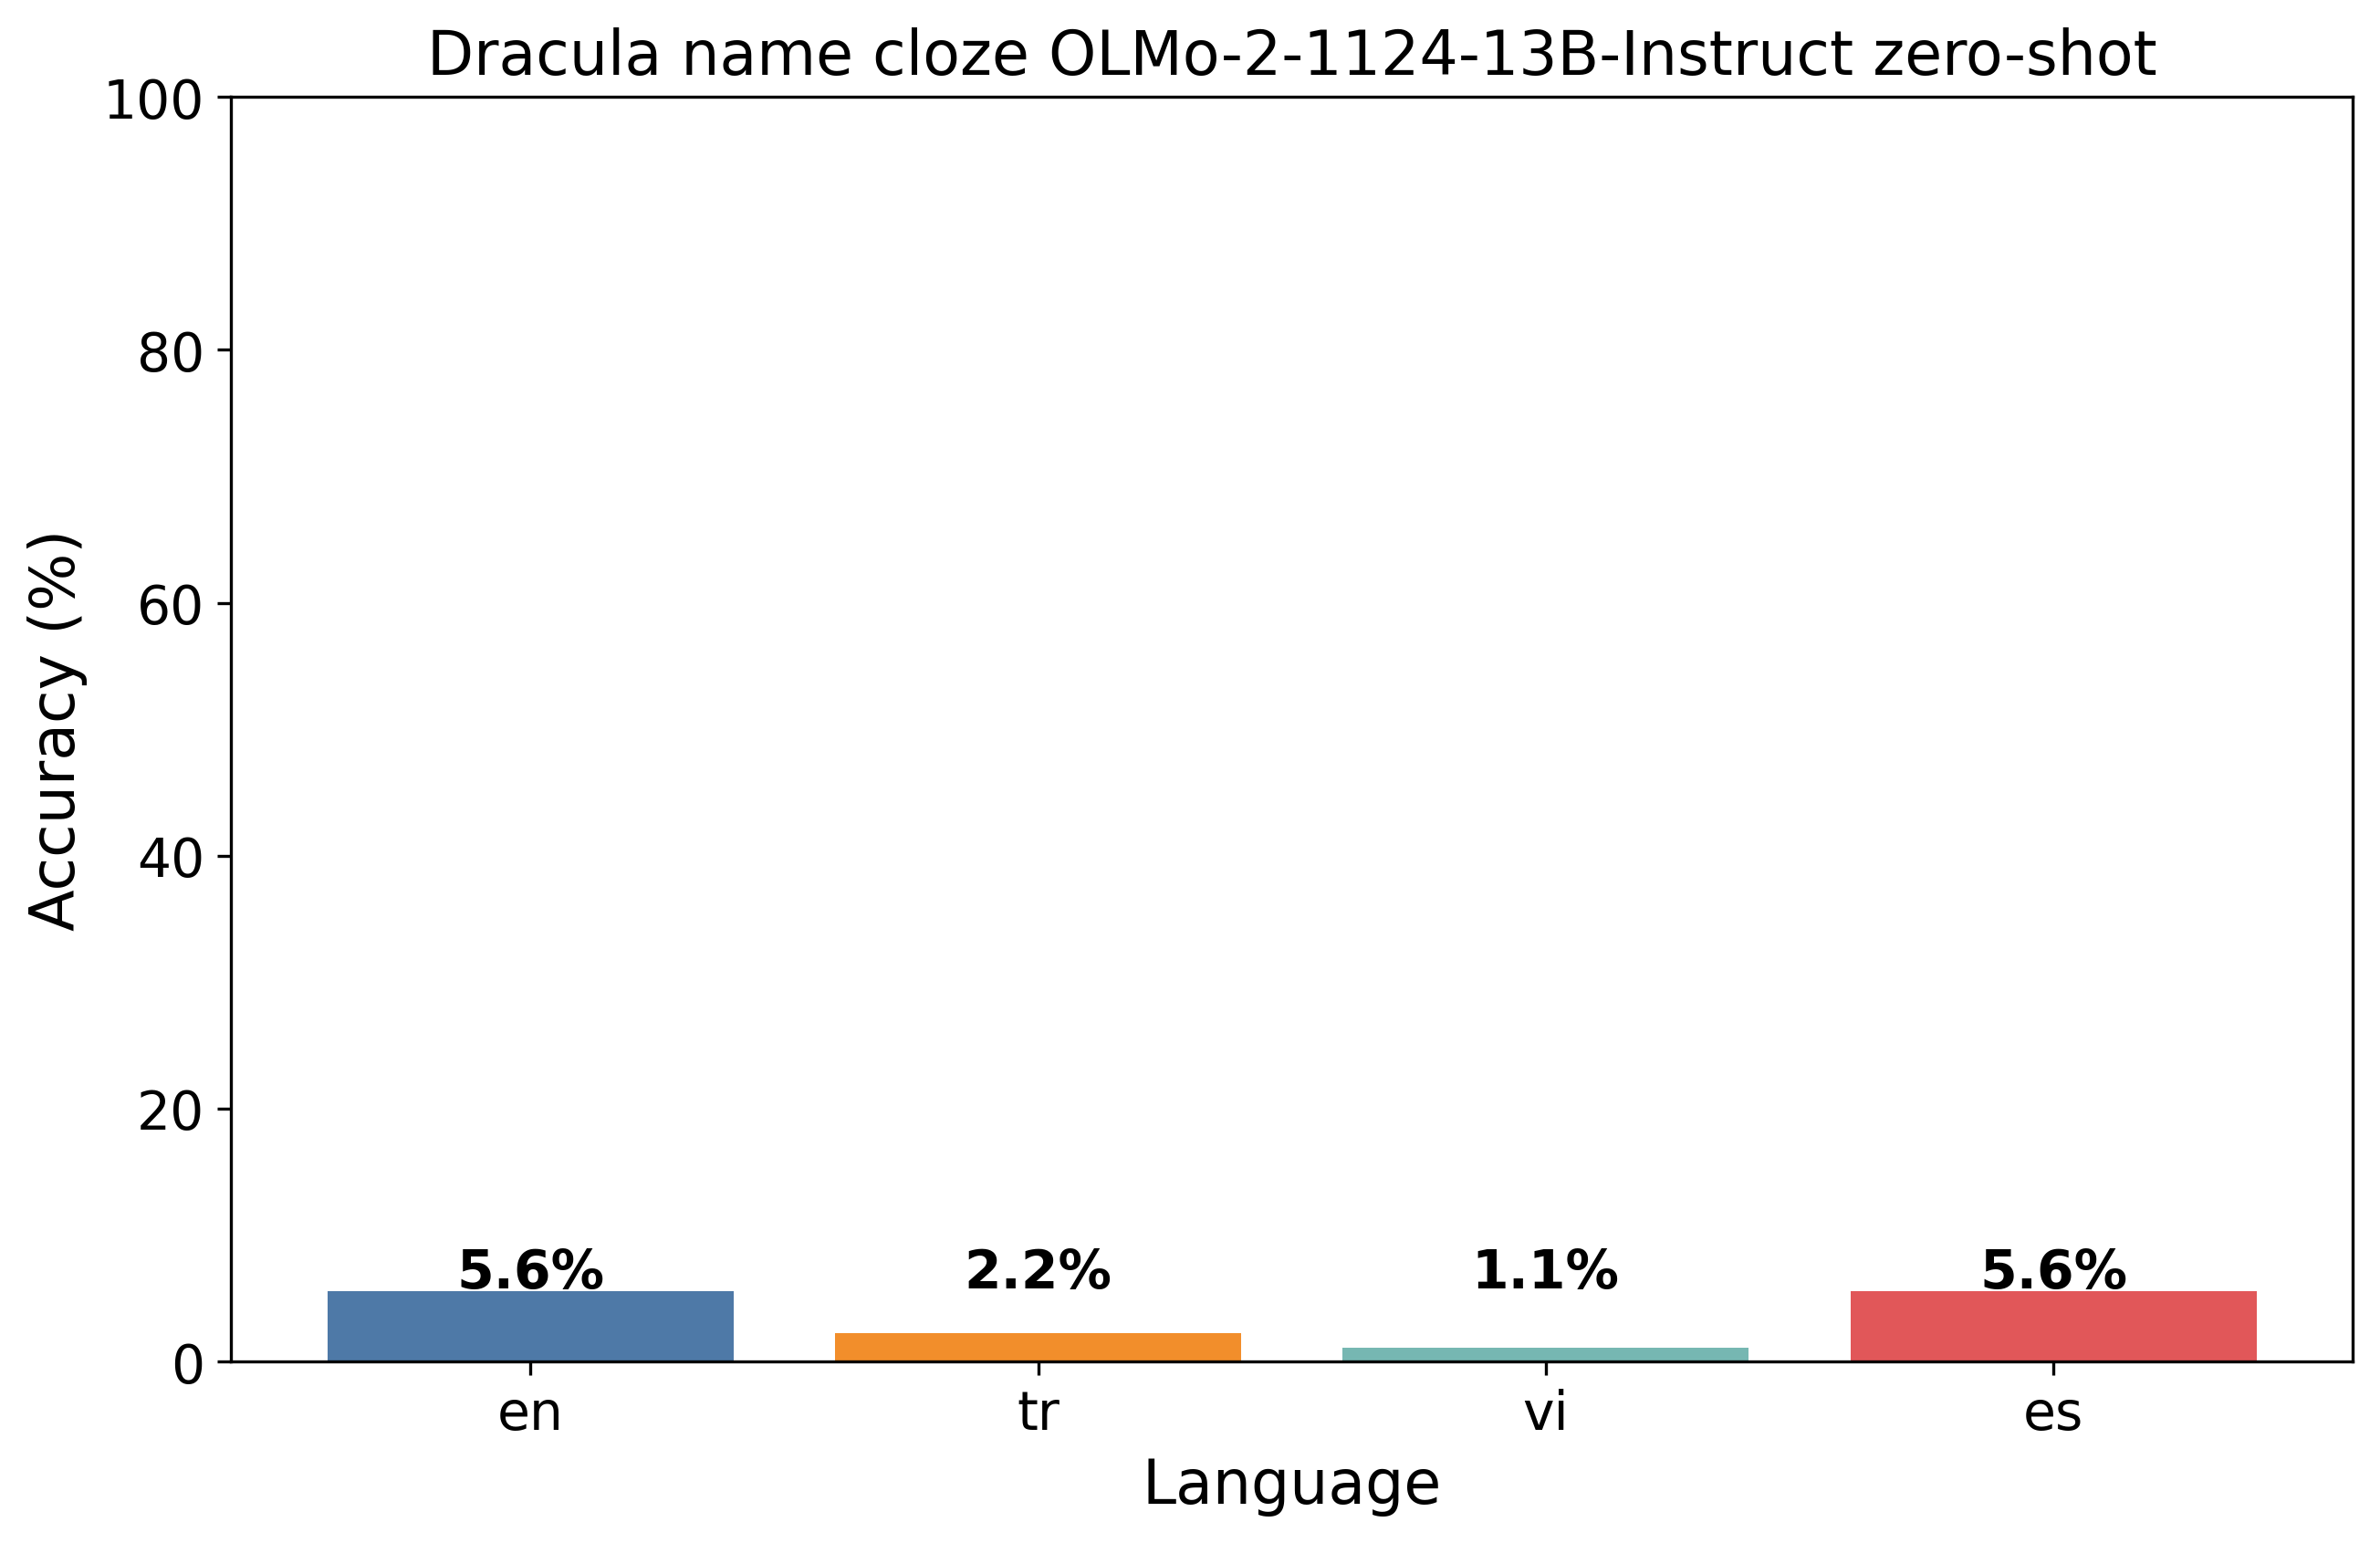 Dracula name cloze OLMo-2-1124-13B-Instruct zero-shot
100
80
60
40
20
0
Accuracy (%)
5.6%
2.2%
1.1%
5.6%
en
tr
vi
es
Language